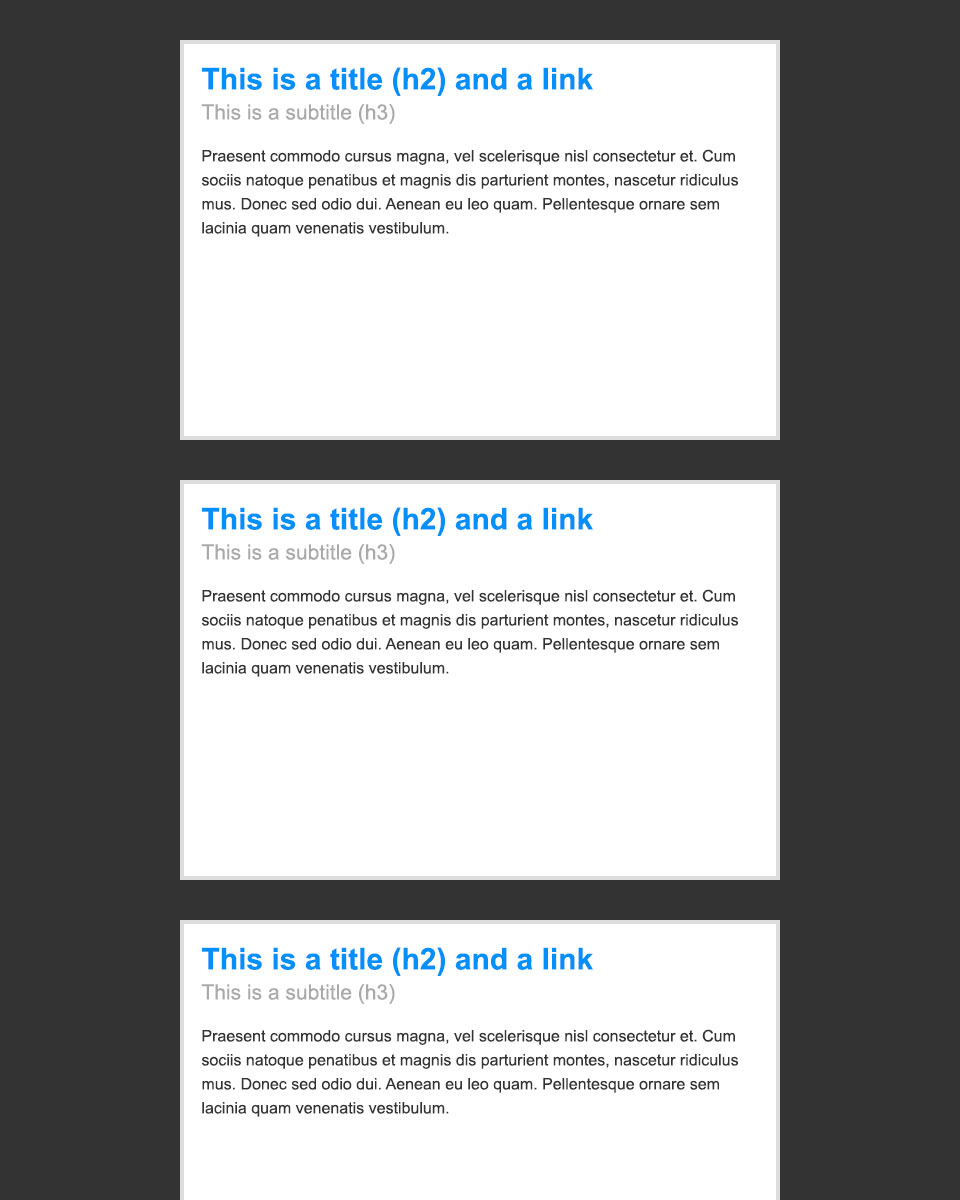 This is a title (h2) and a link
This is a subtitle (h3)
Praesent commodo cursus magna, vel scelerisque nisl consectetur et. Cum
sociis natoque penatibus et magnis dis parturient montes, nascetur ridiculus
mus. Donec sed odio dui. Aenean eu leo quam. Pellentesque ornare sem
lacinia quam venenatis vestibulum.
This is a title (h2) and a link
This is a subtitle (h3)
Praesent commodo cursus magna, vel scelerisque nisl consectetur et. Cum
sociis natoque penatibus et magnis dis parturient montes, nascetur ridiculus
mus. Donec sed odio dui. Aenean eu leo quam. Pellentesque ornare sem
lacinia quam venenatis vestibulum.
This is a title (h2) and a link
This is a subtitle (h3)
Praesent commodo cursus magna, vel scelerisque nisl consectetur et. Cum
sociis natoque penatibus et magnis dis parturient montes, nascetur ridiculus
mus. Donec sed odio dui. Aenean eu leo quam. Pellentesque ornare sem
lacinia quam venenatis vestibulum.